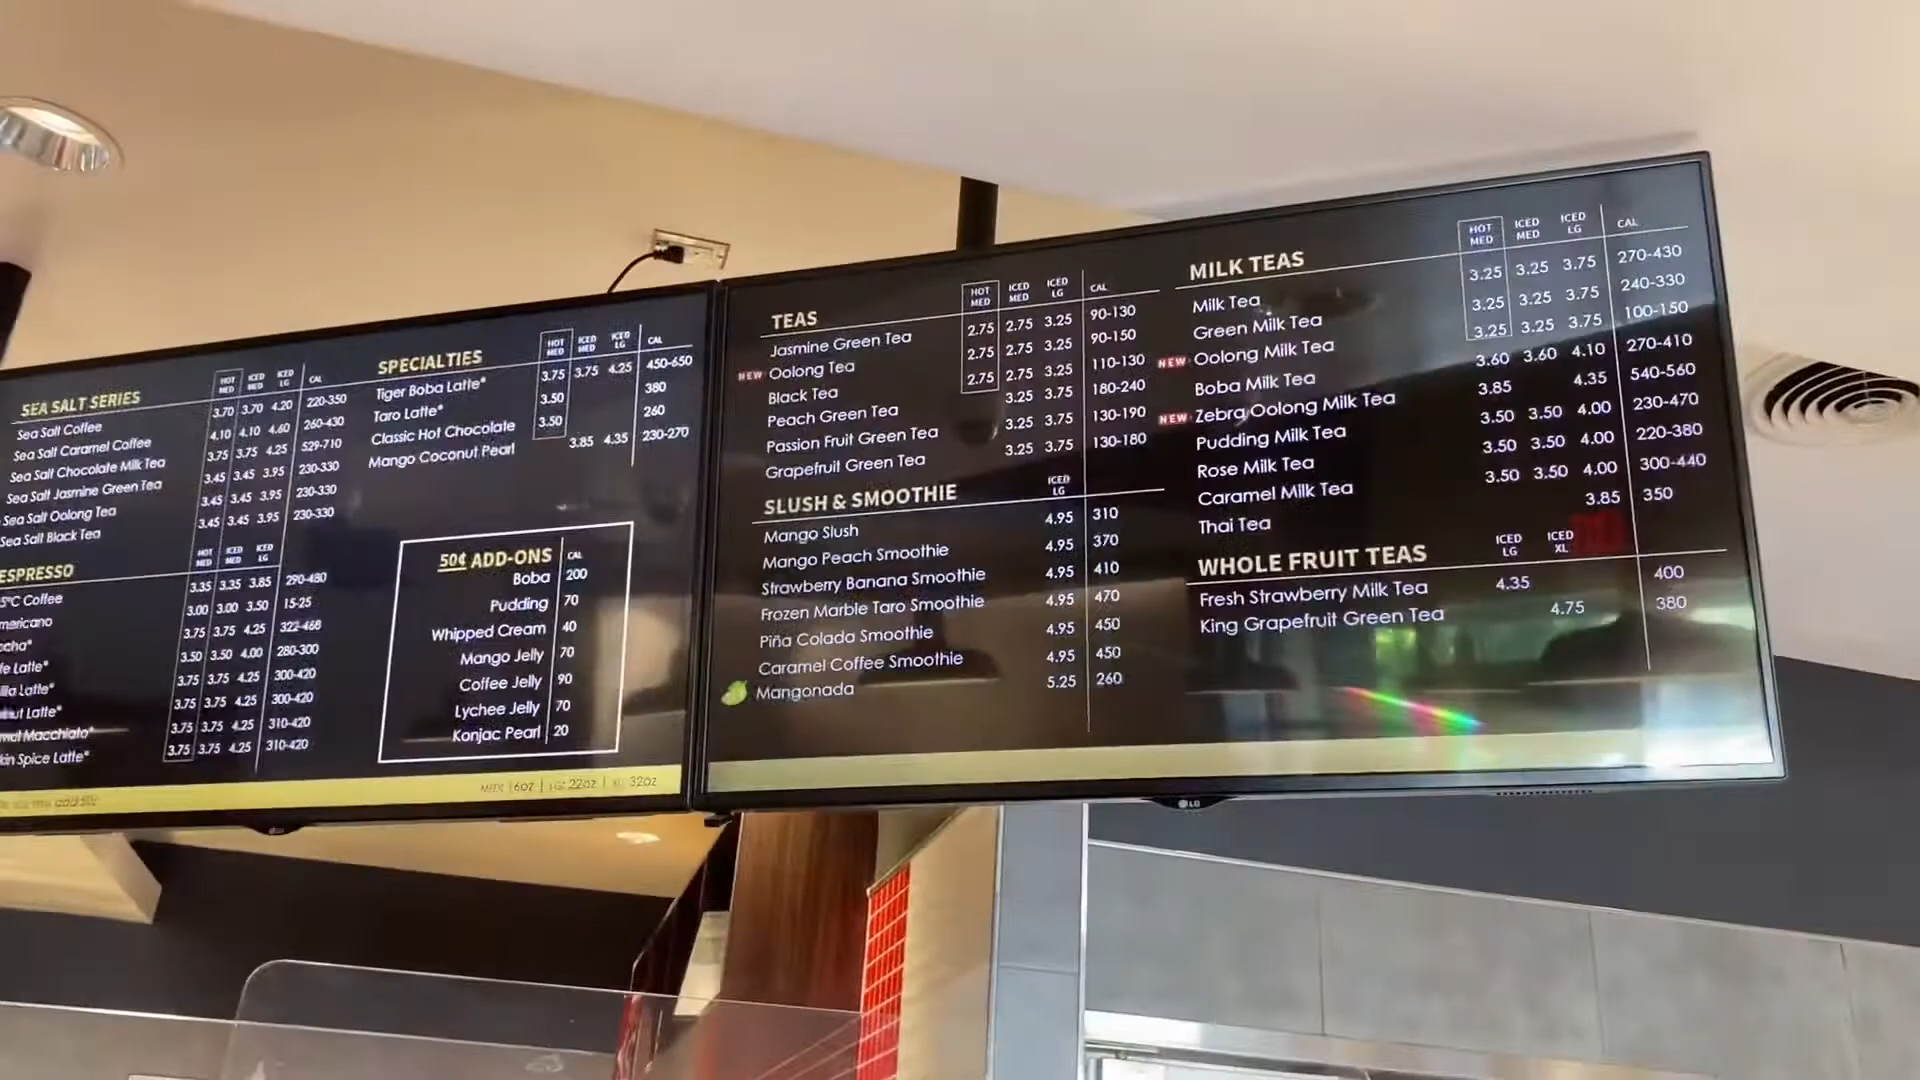 SEA SALT SERIES HOT MED ICED MED ICED LG CAL
Sea Salt Coffee 3.70 3.70 4.20 220-350
Sea Salt Caramel Coffee 4.10 4.10 4.60 260-430
Sea Salt Chocolate Milk Tea 3.75 3.75 4.25 529-710
Sea Salt Jasmine Green Tea 3.45 3.45 3.95 230-330
Sea Salt Oolong Tea 3.45 3.45 3.95 230-330
Sea Salt Black Tea 3.45 3.45 3.95 230-330
ESPRESSO HOT MED ICED MED ICED LG
5°C Coffee 3.35 3.35 3.85 290-480
mericano 3.00 3.00 3.50 15-25
cha* 3.75 3.75 4.25 322-468
fe Latte* 3.50 3.50 4.00 280-300
illa Latte* 3.75 3.75 4.25 300-420
nut Latte* 3.75 3.75 4.25 300-420
mel Macchiato* 3.75 3.75 4.25 310-420
kin Spice Latte* 3.75 3.75 4.25 310-420
SPECIALTIES HOT MED ICED MED ICED LG CAL
Tiger Boba Latte* 3.75 3.75 4.25 450-650
Taro Latte* 3.50 380
Classic Hot Chocolate 3.50 260
Mango Coconut Pearl 3.85 4.35 230-270
50¢ ADD-ONS CAL
Boba 200
Pudding 70
Whipped Cream 40
Mango Jelly 70
Coffee Jelly 90
Lychee Jelly 70
Konjac Pearl 20
MED: 16oz | LG: 22oz | XL: 32oz
LG
TEAS HOT MED ICED MED ICED LG CAL
Jasmine Green Tea 2.75 2.75 3.25 90-130
NEW Oolong Tea 2.75 2.75 3.25 90-150
Black Tea 2.75 2.75 3.25 110-130
Peach Green Tea 3.25 3.75 180-240
Passion Fruit Green Tea 3.25 3.75 130-190
Grapefruit Green Tea 3.25 3.75 130-180
SLUSH & SMOOTHIE ICED LG
Mango Slush 4.95 310
Mango Peach Smoothie 4.95 370
Strawberry Banana Smoothie 4.95 410
Frozen Marble Taro Smoothie 4.95 470
Piña Colada Smoothie 4.95 450
Caramel Coffee Smoothie 4.95 450
Mangonada 5.25 260
MILK TEAS HOT MED ICED MED ICED LG CAL
Milk Tea 3.25 3.25 3.75 270-430
Green Milk Tea 3.25 3.25 3.75 240-330
NEW Oolong Milk Tea 3.25 3.25 3.75 100-150
Boba Milk Tea 3.60 3.60 4.10 270-410
NEW Zebra Oolong Milk Tea 3.85 4.35 540-560
Pudding Milk Tea 3.50 3.50 4.00 230-470
Rose Milk Tea 3.50 3.50 4.00 220-380
Caramel Milk Tea 3.50 3.50 4.00 300-440
Thai Tea 3.85 350
WHOLE FRUIT TEAS ICED LG ICED XL
Fresh Strawberry Milk Tea 4.35 400
King Grapefruit Green Tea 4.75 380
LG